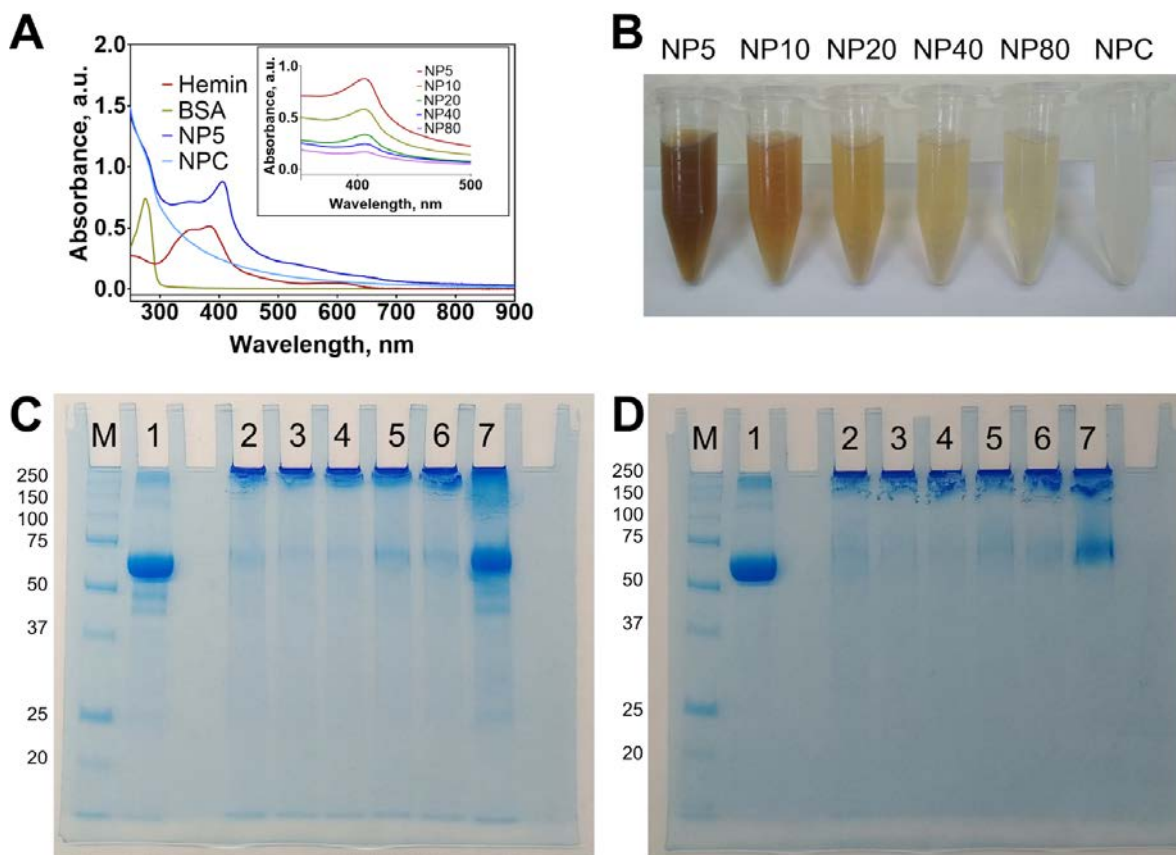 A
2.0
1.5
1.0
0.5
0.0
Absorbance, a.u.
Hemin
BSA
NP5
NPC
300 400 500 600 700 800 900
Wavelength, nm
1.0
0.5
0.0
Absorbance, a.u.
NP5
NP10
NP20
NP40
NP80
400 500
Wavelength, nm
B
NP5 NP10 NP20 NP40 NP80 NPC
C
M 1 2 3 4 5 6 7
250
150
100
75
50
37
25
20
D
M 1 2 3 4 5 6 7
250
150
100
75
50
37
25
20